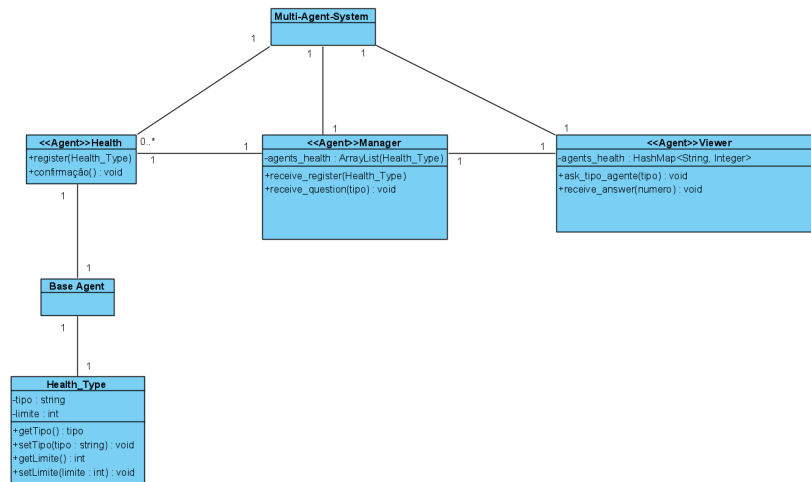 Multi-Agent-System
1
1
1
<<Agent>>Health
+register(Health_Type)
+confirmação() : void
0..*
1
1
1
<<Agent>>Manager
-agents_health : ArrayList(Health_Type)
+receive_register(Health_Type)
+receive_question(tipo) : void
1
1
1
<<Agent>>Viewer
-agents_health : HashMap<String, Integer>
+ask_tipo_agente(tipo) : void
+receive_answer(numero) : void
1
1
Base Agent
1
1
Health_Type
-tipo : string
-limite : int
+getTipo() : tipo
+setTipo(tipo : string) : void
+getLimite() : int
+setLimite(limite : int) : void